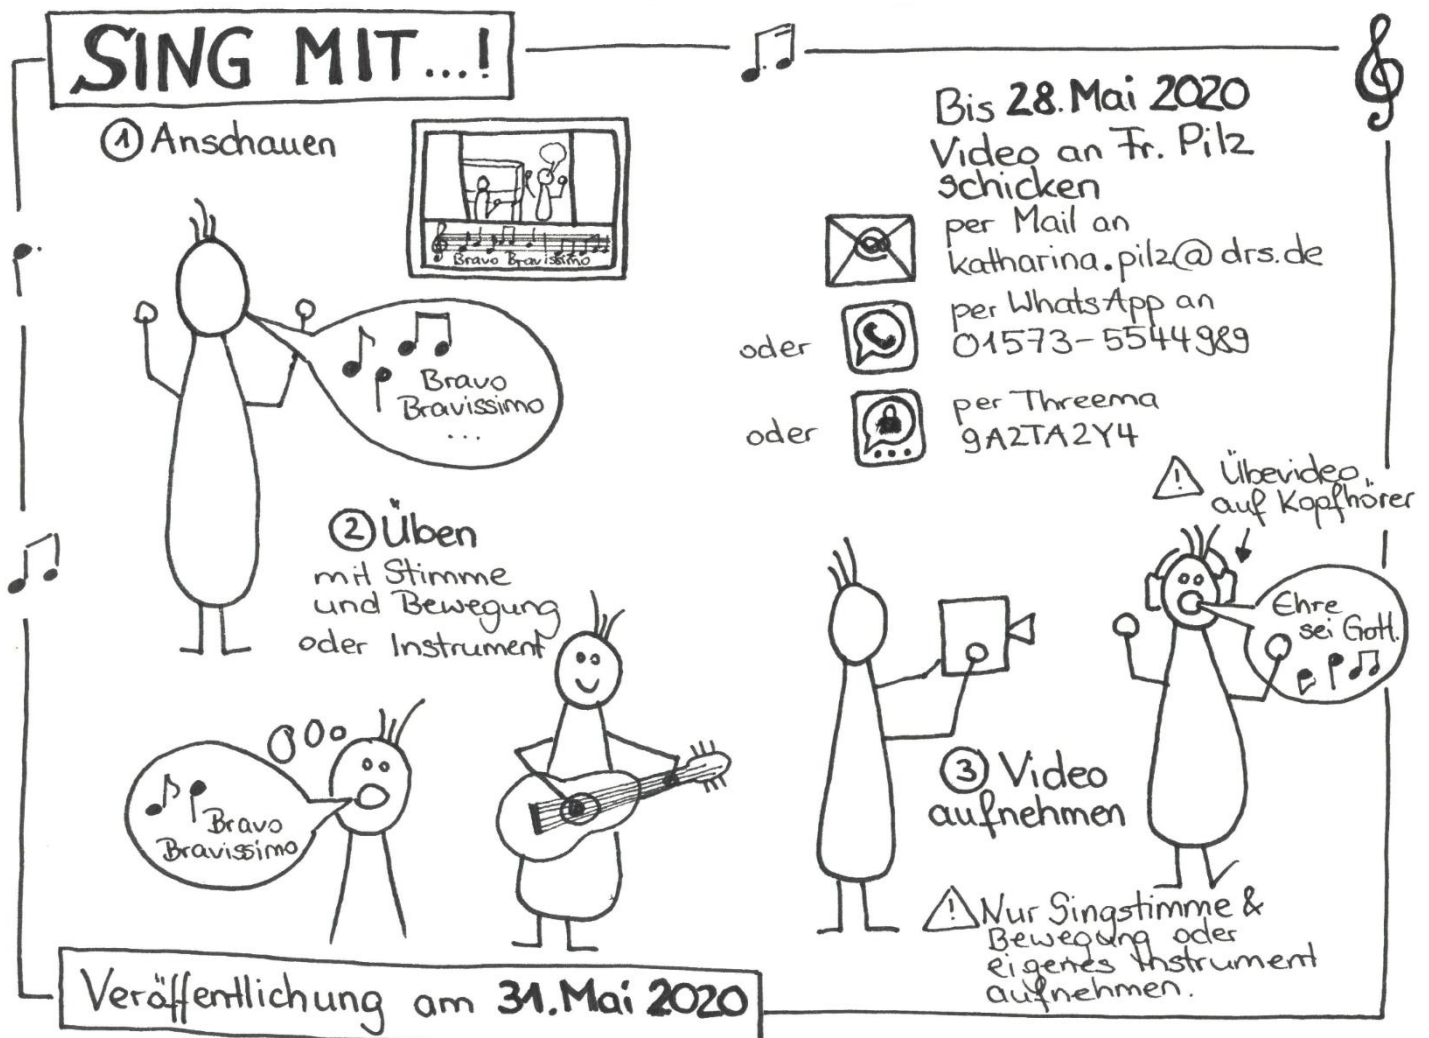 SING MIT...!
① Anschauen
Bravo Bravissimo
Bravo
Bravissimo
...
② Üben
mit Stimme
und Bewegung
oder Instrument
Bravo
Bravissimo
Bis 28. Mai 2020
Video an Fr. Pilz
schicken
per Mail an
katharina.pilz@drs.de
oder
per WhatsApp an
01573-5544989
oder
per Threema
9A2TA2Y4
! Übevideo
auf Kopfhörer
Ehre
sei Gott.
③ Video
aufnehmen
! Nur Singstimme &
Bewegung oder
eigenes Instrument
aufnehmen.
Veröffentlichung am 31. Mai 2020